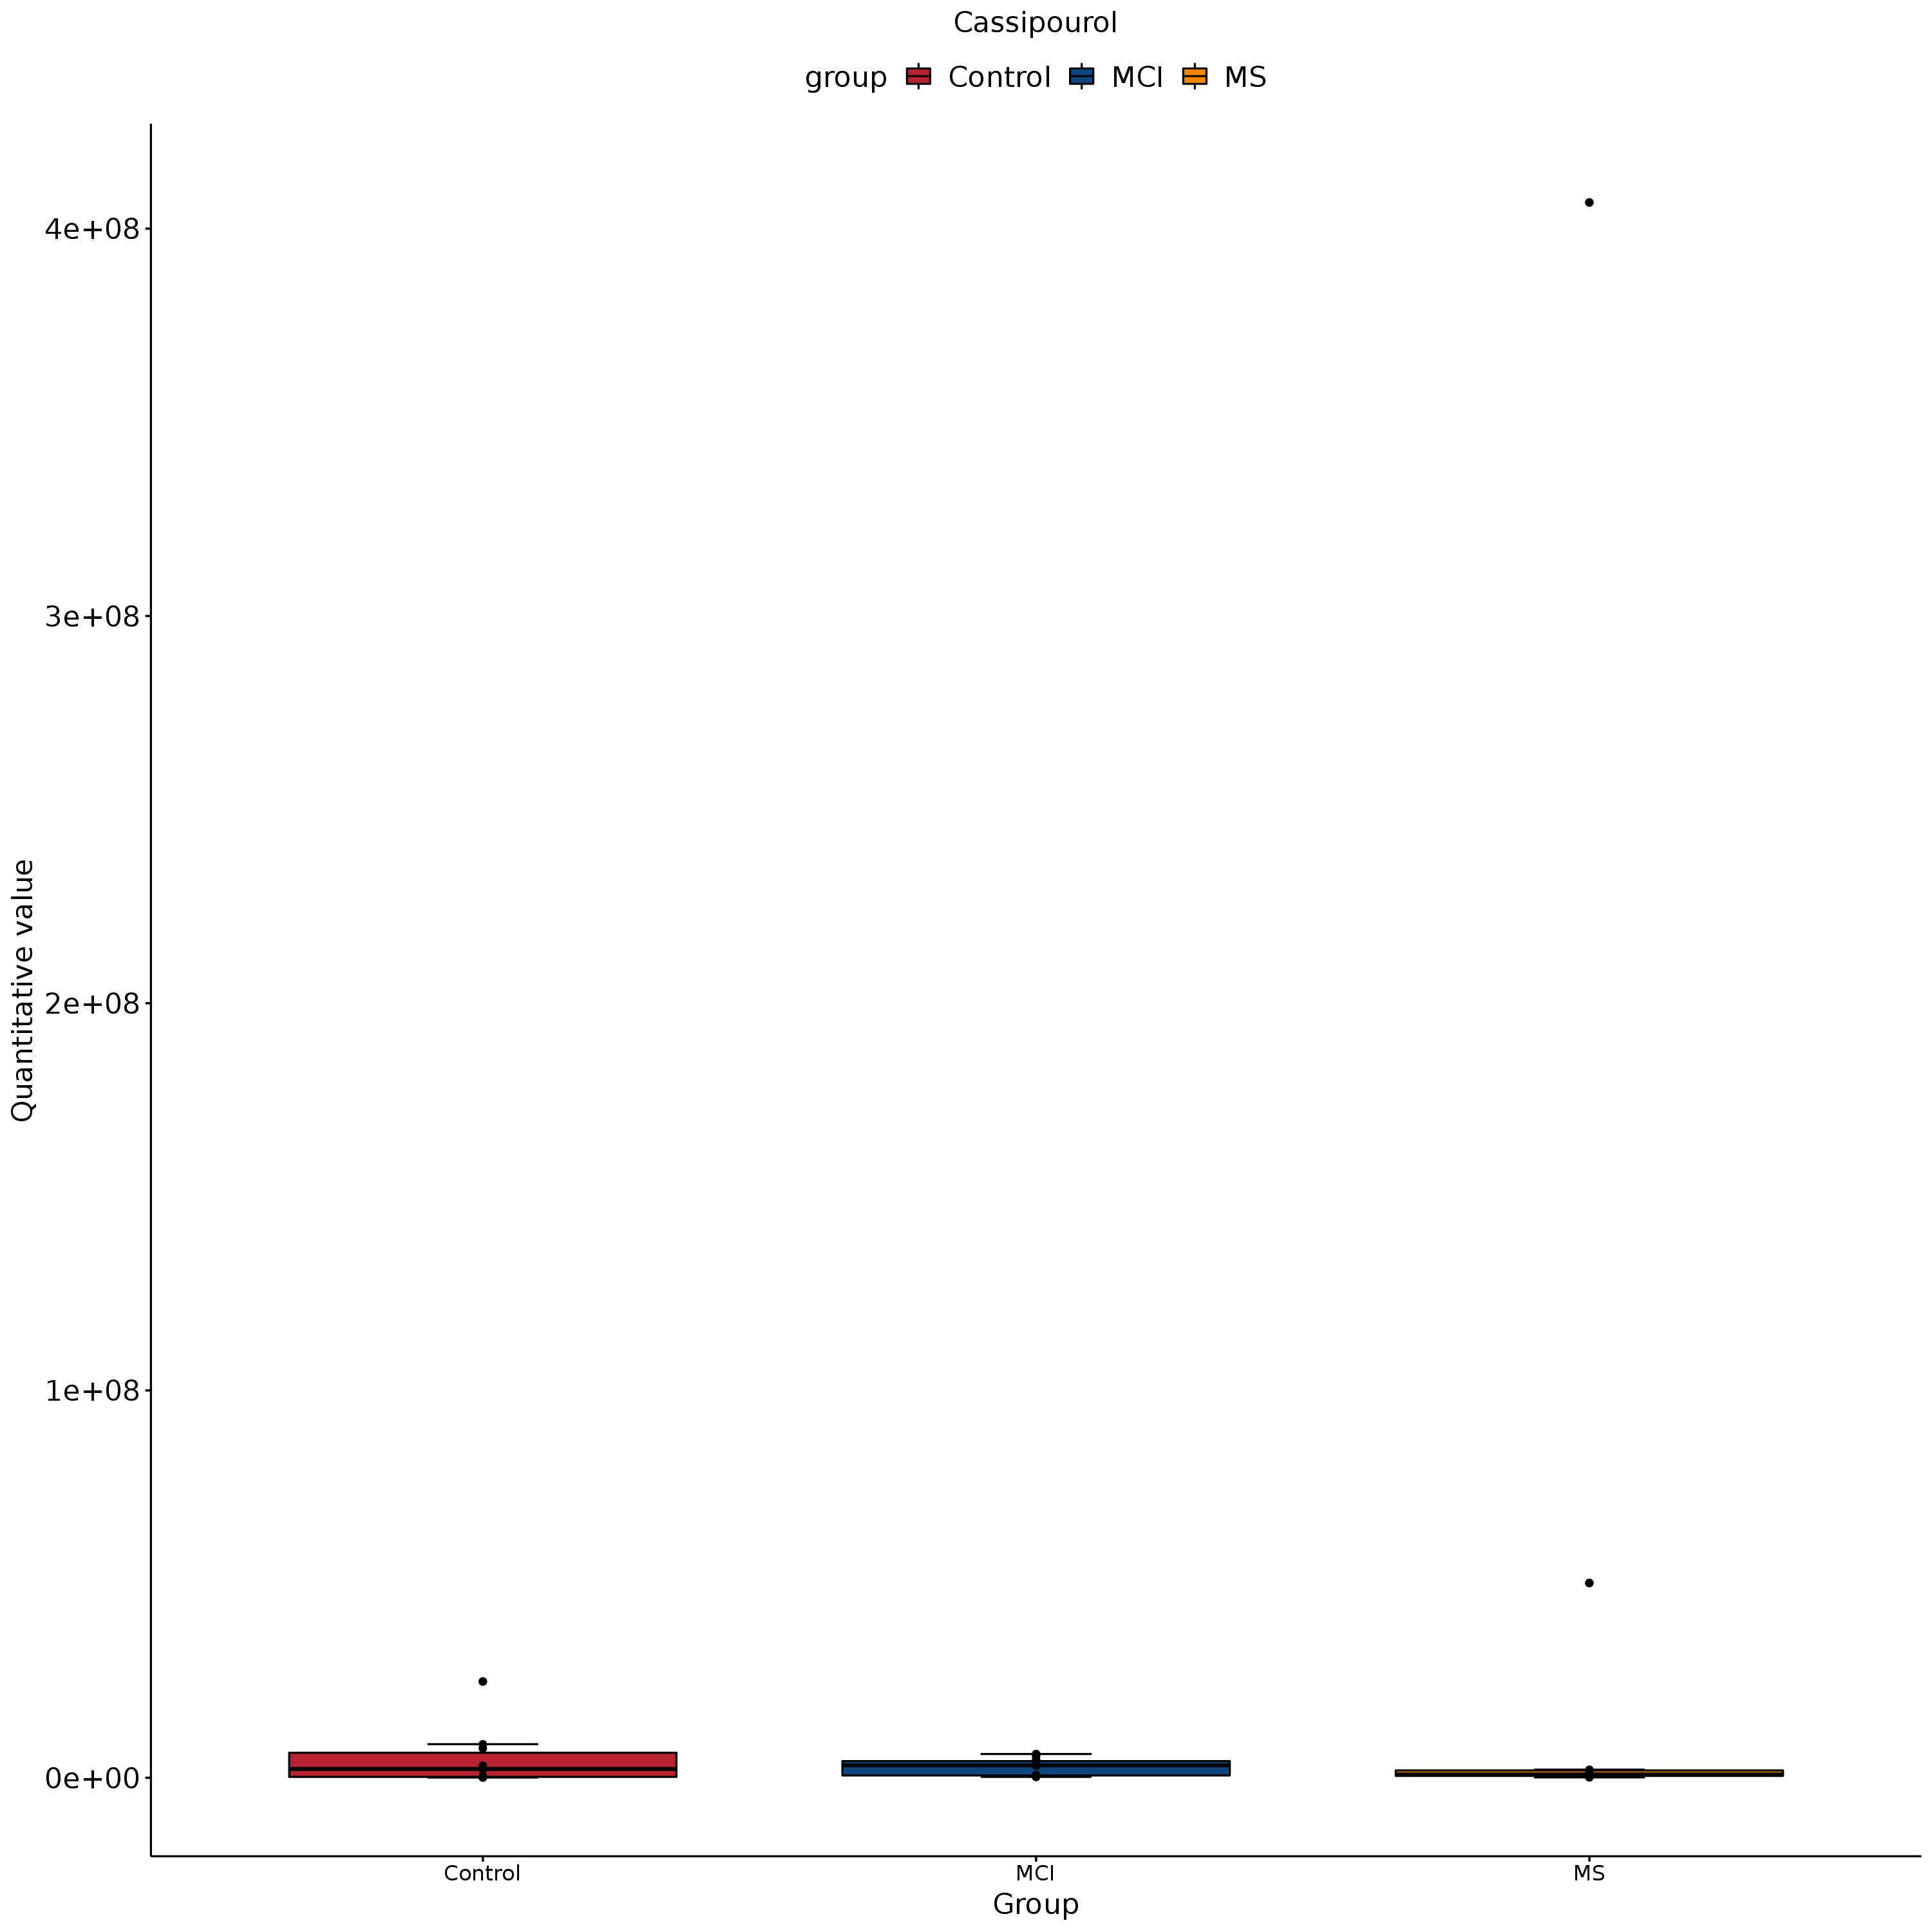 Cassipourol
group Control MCI MS
4e+08
3e+08
2e+08
1e+08
0e+00
Quantitative value
Control MCI MS
Group